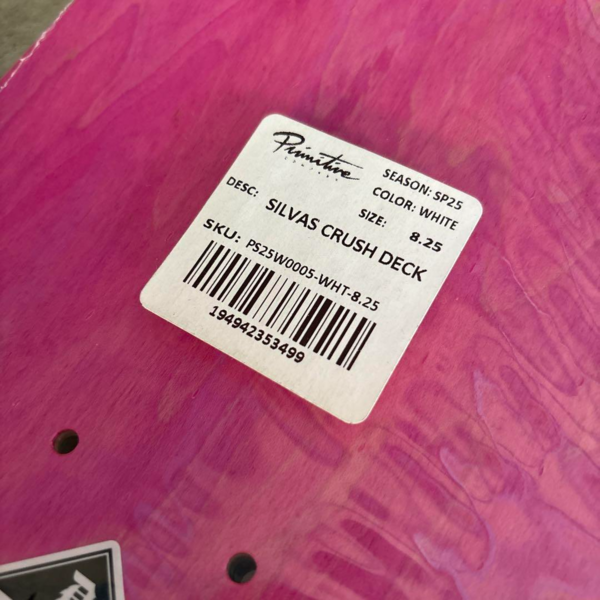 Primitive
SEASON: SP25
COLOR: WHITE
SIZE: 8.25
DESC: SILVAS CRUSH DECK
SKU: PS25W0005-WHT-8.25
194942353499